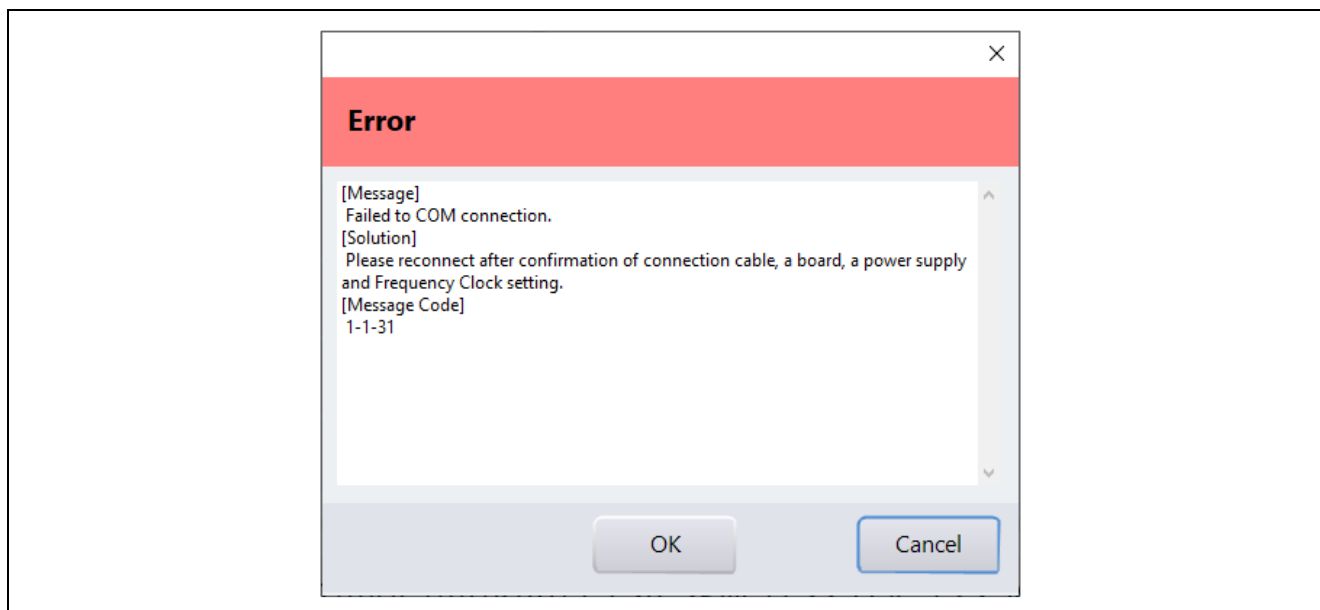 Error
[Message]
Failed to COM connection.
[Solution]
Please reconnect after confirmation of connection cable, a board, a power supply
and Frequency Clock setting.
[Message Code]
1-1-31
OK
Cancel